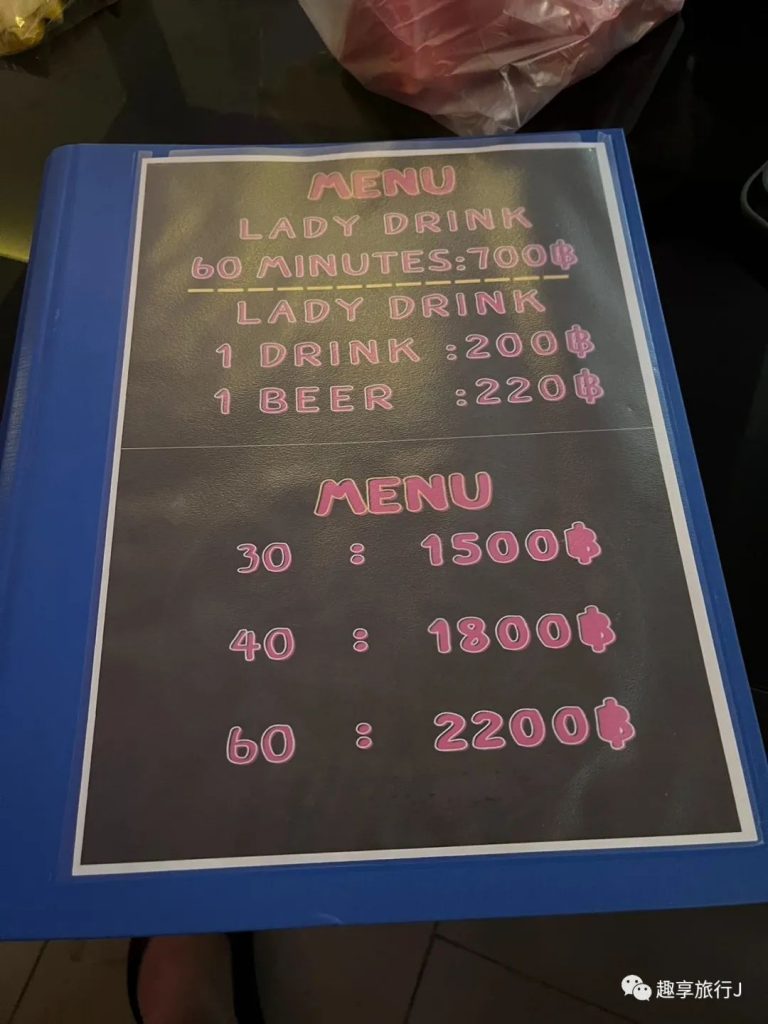 MENU
LADY DRINK
60 MINUTES:700฿
LADY DRINK
1 DRINK :200฿
1 BEER :220฿
MENU
30 : 1500฿
40 : 1800฿
60 : 2200฿
趣享旅行J